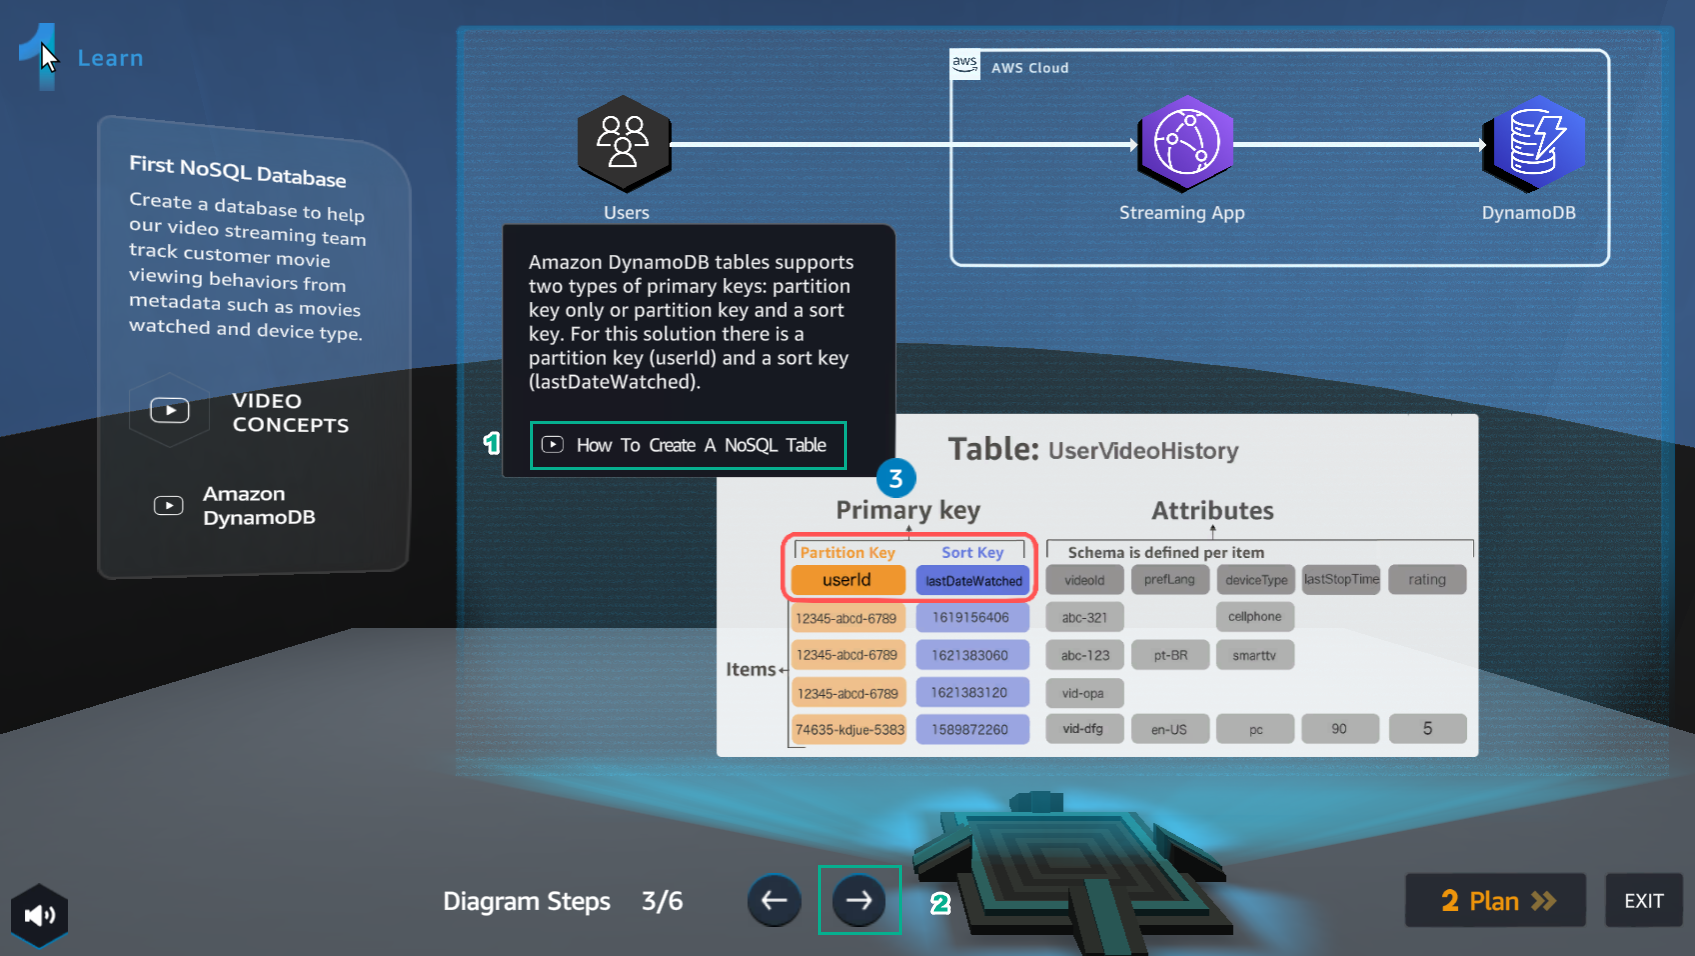 1
Learn
aws
AWS Cloud
Users
Streaming App
DynamoDB
First NoSQL Database
Create a database to help
our video streaming team
track customer movie
viewing behaviors from
metadata such as movies
watched and device type.
VIDEO
CONCEPTS
Amazon
DynamoDB
Amazon DynamoDB tables supports
two types of primary keys: partition
key only or partition key and a sort
key. For this solution there is a
partition key (userId) and a sort key
(lastDateWatched).
1
How To Create A NoSQL Table
3
Table: UserVideoHistory
Primary key
Attributes
Partition Key
Sort Key
Schema is defined per item
userId
lastDateWatched
videoId
prefLang
deviceType
lastStopTime
rating
Items
12345-abcd-6789
1619156406
abc-321
cellphone
12345-abcd-6789
1621383060
abc-123
pt-BR
smarttv
12345-abcd-6789
1621383120
vid-opa
74635-kdjue-5383
1589872260
vid-dfg
en-US
pc
90
5
Diagram Steps 3/6
2
2 Plan
EXIT